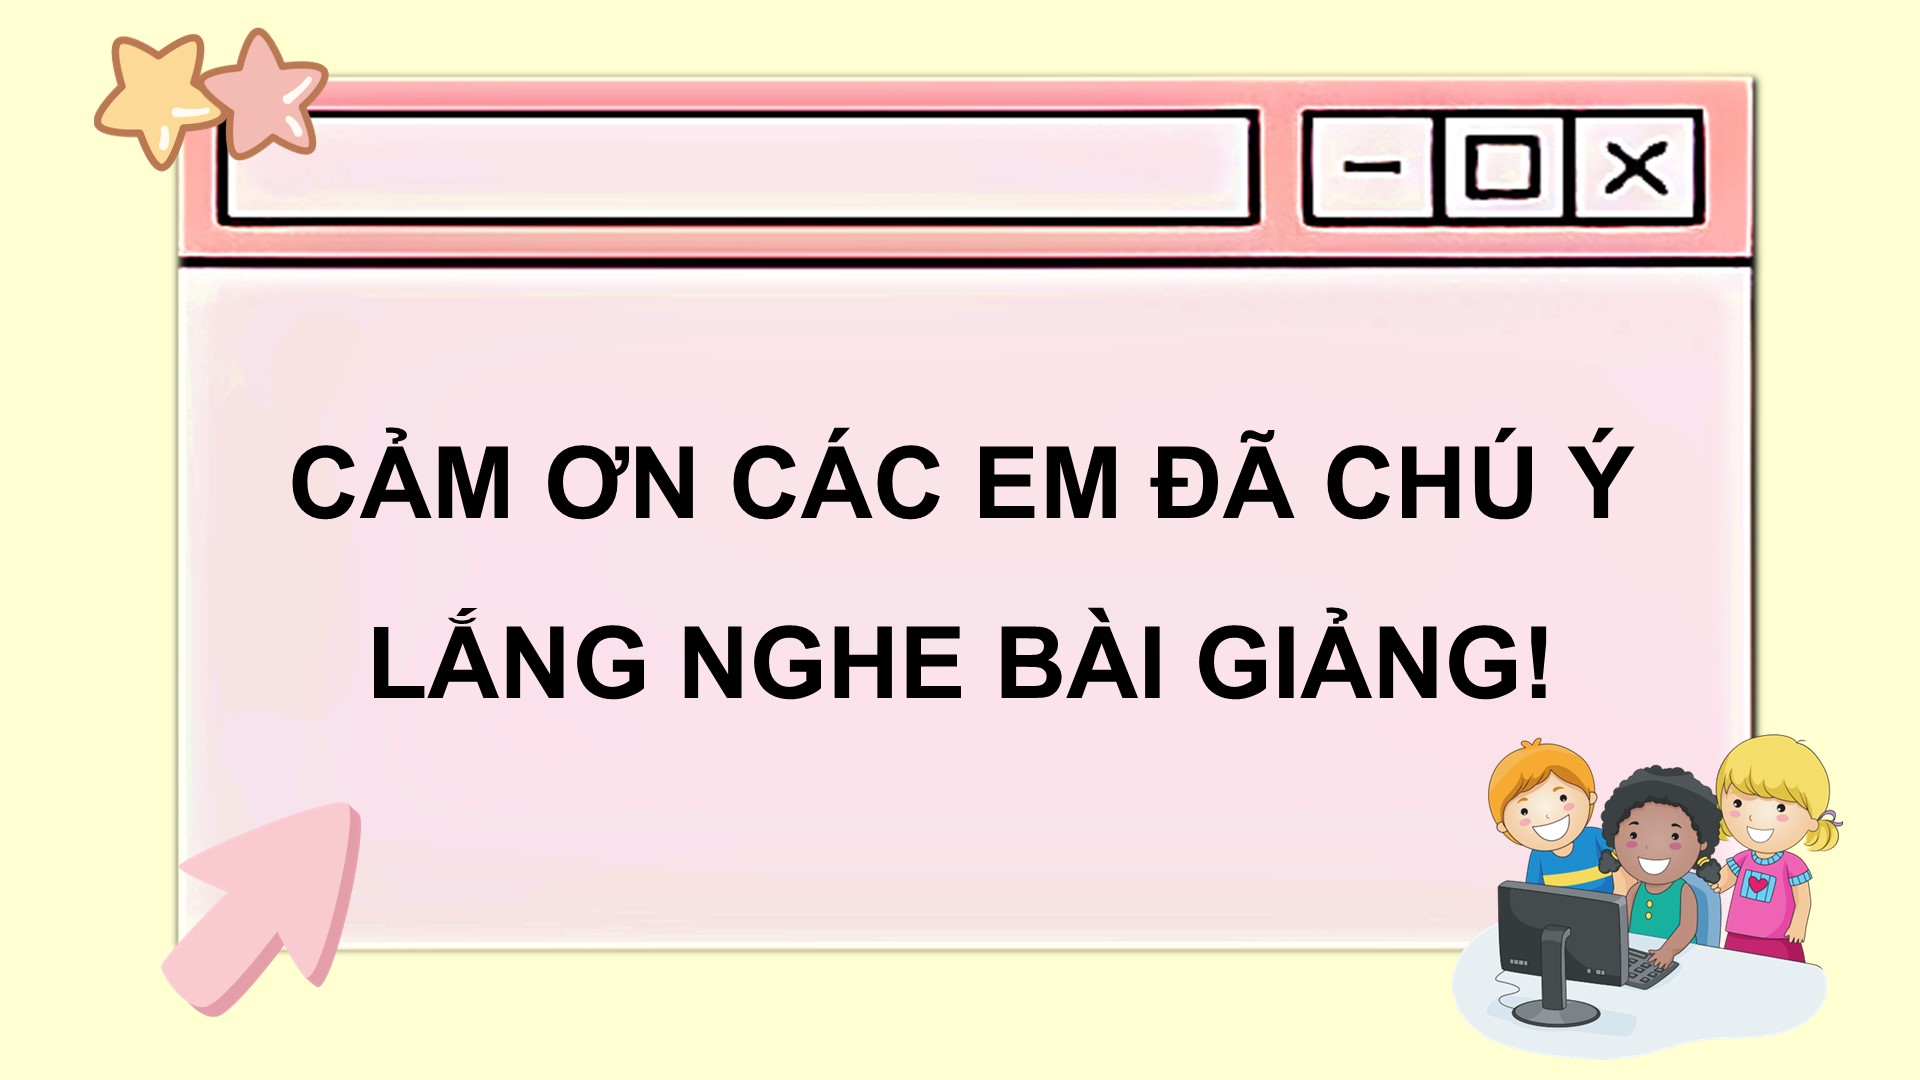 CẢM ƠN CÁC EM ĐÃ CHÚ Ý
LẮNG NGHE BÀI GIẢNG!